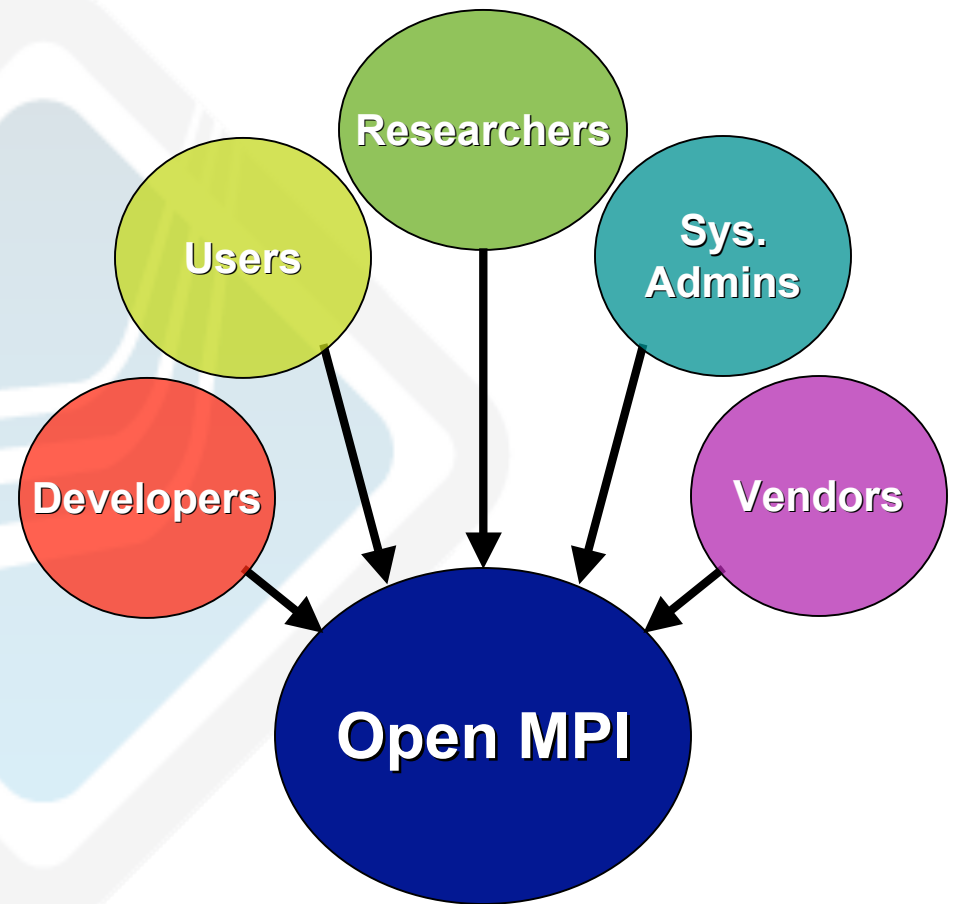 Researchers
Users
Sys.
Admins
Developers
Vendors
Open MPI